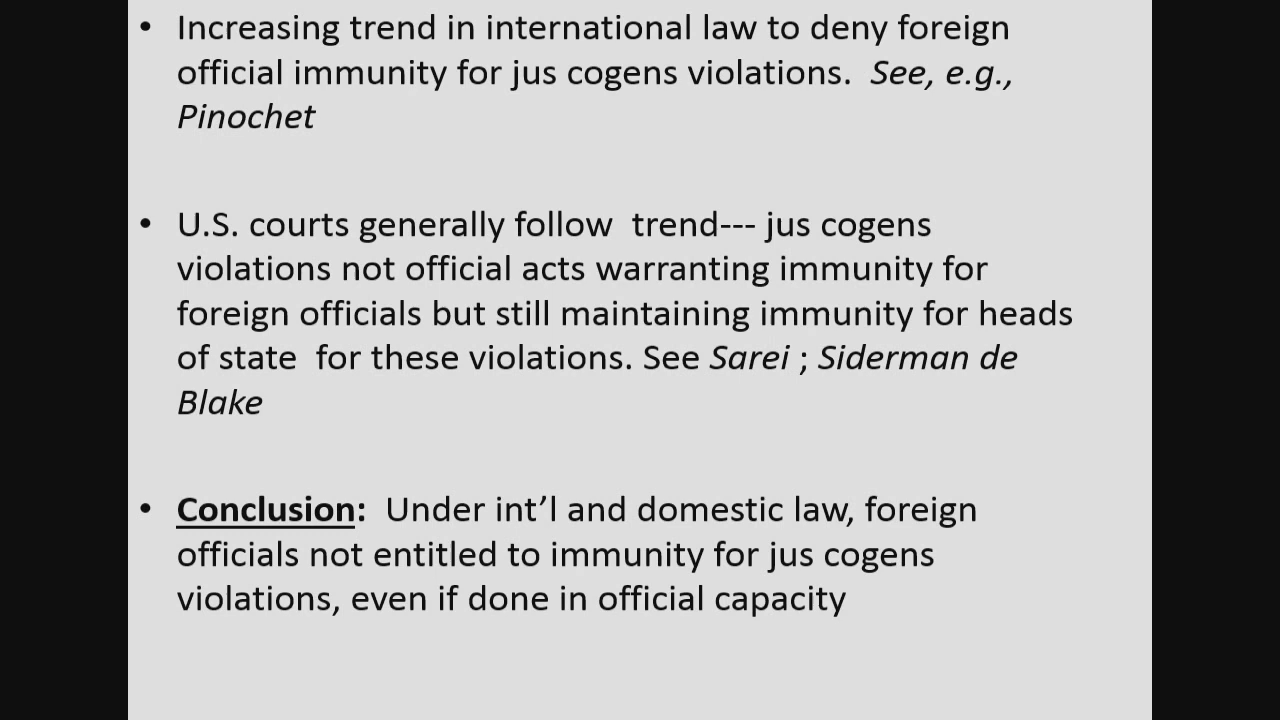 • Increasing trend in international law to deny foreign
official immunity for jus cogens violations.  See, e.g.,
Pinochet
• U.S. courts generally follow  trend--- jus cogens
violations not official acts warranting immunity for
foreign officials but still maintaining immunity for heads
of state  for these violations. See Sarei ; Siderman de
Blake
• Conclusion:  Under int’l and domestic law, foreign
officials not entitled to immunity for jus cogens
violations, even if done in official capacity